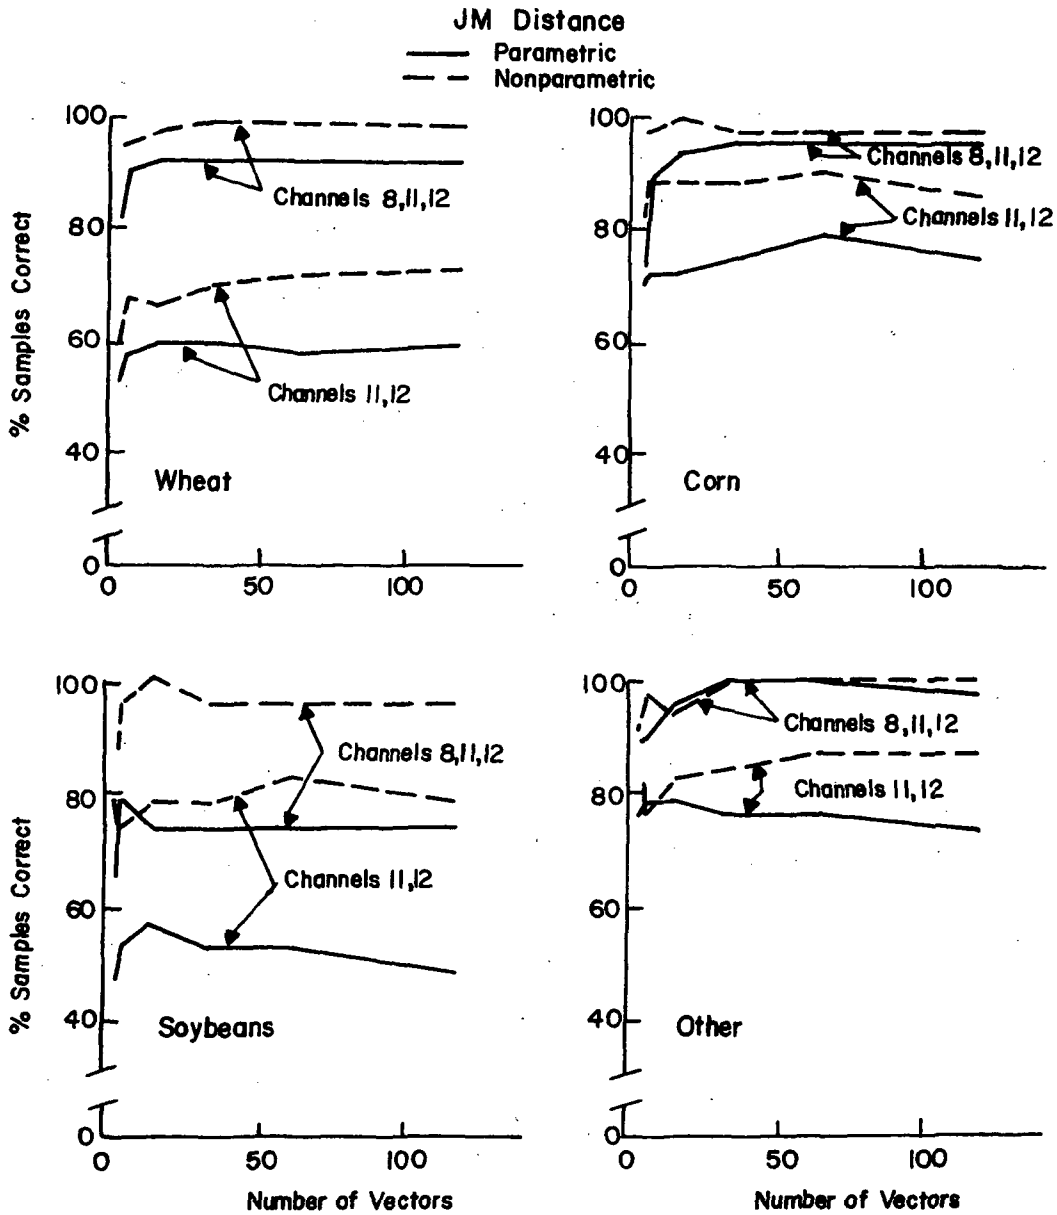 JM Distance
Parametric
Nonparametric
% Samples Correct
100
80
60
40
0
0 50 100
Channels 8,11,12
Channels 11,12
Wheat
100
80
60
40
0
0 50 100
Channels 8,11,12
Channels 11,12
Corn
% Samples Correct
100
80
60
40
0
0 50 100
Channels 8,11,12
Channels 11,12
Soybeans
Number of Vectors
100
80
60
40
0
0 50 100
Channels 8,11,12
Channels 11,12
Other
Number of Vectors